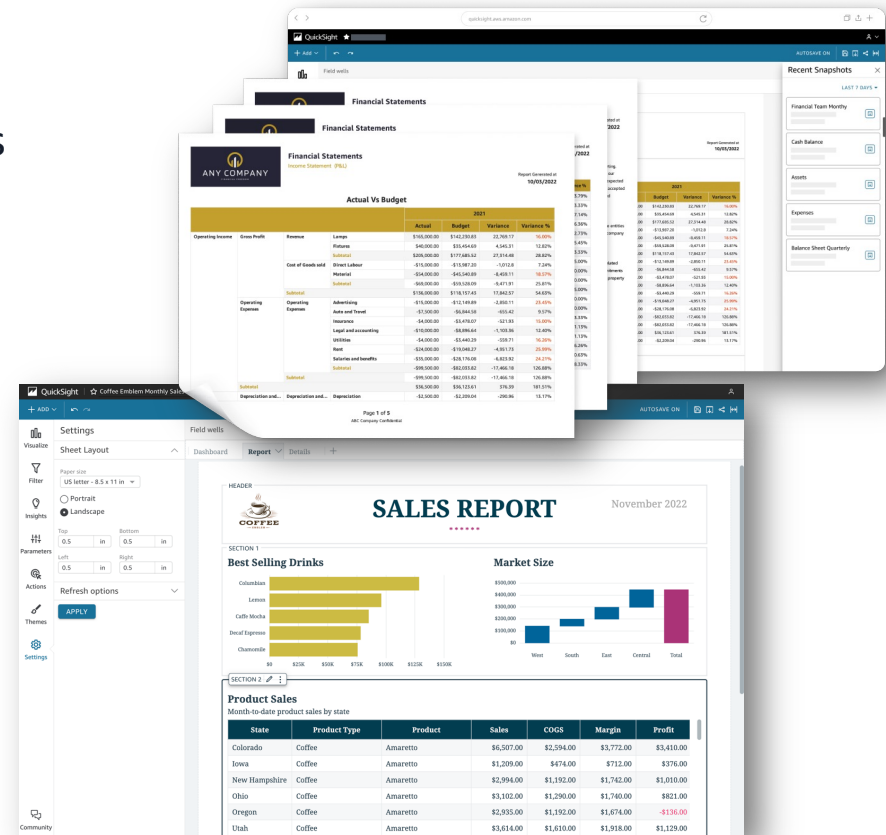 s
quicksight.aws.amazon.com
QuickSight
+ Add
AUTOSAVE ON
Field wells
Recent Snapshots
LAST 7 DAYS
Financial Team Monthy
Cash Balance
Assets
Expenses
Balance Sheet Quarterly
Report Generated at
10/03/2022
2021
Budget Variance Variance %
Financial Statements
Financial Statements
ANY COMPANY
Financial Statements
Income Statement (P&L)
Report Generated at
10/03/2022
Actual Vs Budget
2021
Actual Budget Variance Variance %
Operating Income Gross Profit Revenue Lamps $165,000.00 $142,230.83 22,769.17 16.00%
Fixtures $40,000.00 $35,454.69 4,545.31 12.82%
Subtotal $205,000.00 $177,685.52 27,314.48 28.82%
Cost of Goods sold Direct Labour -$15,000.00 -$13,987.20 -1,012.8 7.24%
Material -$54,000.00 -$45,540.89 -8,459.11 18.57%
Subtotal -$69,000.00 -$59,528.09 -9,471.91 25.81%
Subtotal $136,000.00 $118,157.43 17,842.57 54.63%
Operating Expenses Operating Expenses Advertising -$15,000.00 -$12,149.89 -2,850.11 23.45%
Auto and Travel -$7,500.00 -$6,844.58 -655.42 9.57%
Insurance -$4,000.00 -$3,478.07 -521.93 15.00%
Legal and accounting -$10,000.00 -$8,896.64 -1,103.36 12.40%
Utilities -$4,000.00 -$3,440.29 -559.71 16.26%
Rent -$24,000.00 -$19,048.27 -4,951.73 25.99%
Salaries and benefits -$35,000.00 -$28,176.08 -6,823.92 24.21%
Subtotal -$99,500.00 -$82,033.82 -17,466.18 126.88%
Subtotal -$99,500.00 -$82,033.82 -17,466.18 126.88%
Subtotal $36,500.00 $36,123.61 376.39 181.51%
Depreciation and... Depreciation and... Depreciation -$2,500.00 -$2,209.04 -290.96 13.17%
Page 1 of 5
ABC Company Confidential
QuickSight Coffee Emblem Monthly Sales
+ ADD
AUTOSAVE ON
Visualize
Filter
Insights
Parameters
Actions
Themes
Settings
Community
Settings
Sheet Layout
Paper size
US letter - 8.5 x 11 in
Portrait
Landscape
Top Bottom
0.5 in 0.5 in
Left Right
0.5 in 0.5 in
Refresh options
APPLY
Field wells
Dashboard Report Details +
HEADER
COFFEE
SALES REPORT
November 2022
SECTION 1
Best Selling Drinks
Columbian
Lemon
Caffe Mocha
Decaf Espresso
Chamomile
$0 $25K $50K $75K $100K $125K $150K
Market Size
$500,000
$400,000
$300,000
$200,000
$100,000
$0
West South East Central Total
SECTION 2
Product Sales
Month-to-date product sales by state
State Product Type Product Sales COGS Margin Profit
Colorado Coffee Amaretto $6,507.00 $2,594.00 $3,772.00 $3,410.00
Iowa Coffee Amaretto $1,209.00 $474.00 $712.00 $376.00
New Hampshire Coffee Amaretto $2,994.00 $1,192.00 $1,742.00 $1,010.00
Ohio Coffee Amaretto $3,102.00 $1,290.00 $1,740.00 $821.00
Oregon Coffee Amaretto $2,935.00 $1,192.00 $1,674.00 -$136.00
Utah Coffee Amaretto $3,614.00 $1,610.00 $1,918.00 $1,129.00